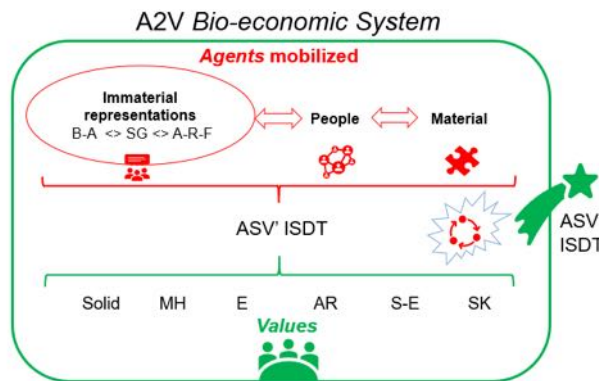 A2V Bio-economic System
Agents mobilized
Immaterial
representations
B-A <> SG <> A-R-F
People
Material
ASV' ISDT
ASV
ISDT
Solid MH E AR S-E SK
Values